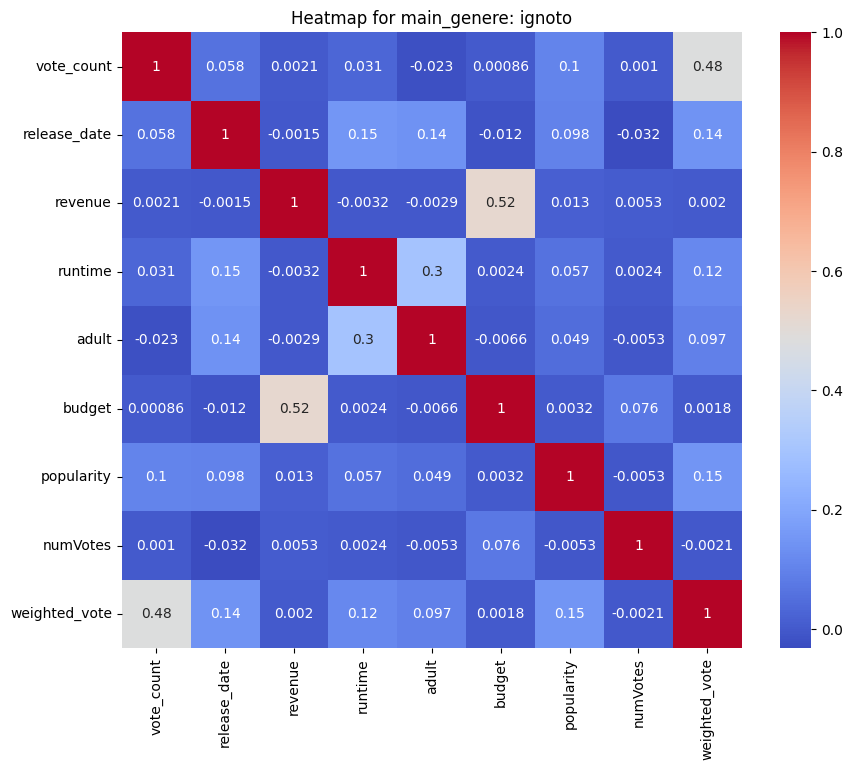 Heatmap for main_genere: ignoto
vote_count 1 0.058 0.0021 0.031 -0.023 0.00086 0.1 0.001 0.48
release_date 0.058 1 -0.0015 0.15 0.14 -0.012 0.098 -0.032 0.14
revenue 0.0021 -0.0015 1 -0.0032 -0.0029 0.52 0.013 0.0053 0.002
runtime 0.031 0.15 -0.0032 1 0.3 0.0024 0.057 0.0024 0.12
adult -0.023 0.14 -0.0029 0.3 1 -0.0066 0.049 -0.0053 0.097
budget 0.00086 -0.012 0.52 0.0024 -0.0066 1 0.0032 0.076 0.0018
popularity 0.1 0.098 0.013 0.057 0.049 0.0032 1 -0.0053 0.15
numVotes 0.001 -0.032 0.0053 0.0024 -0.0053 0.076 -0.0053 1 -0.0021
weighted_vote 0.48 0.14 0.002 0.12 0.097 0.0018 0.15 -0.0021 1
vote_count release_date revenue runtime adult budget popularity numVotes weighted_vote
1.0
0.8
0.6
0.4
0.2
0.0